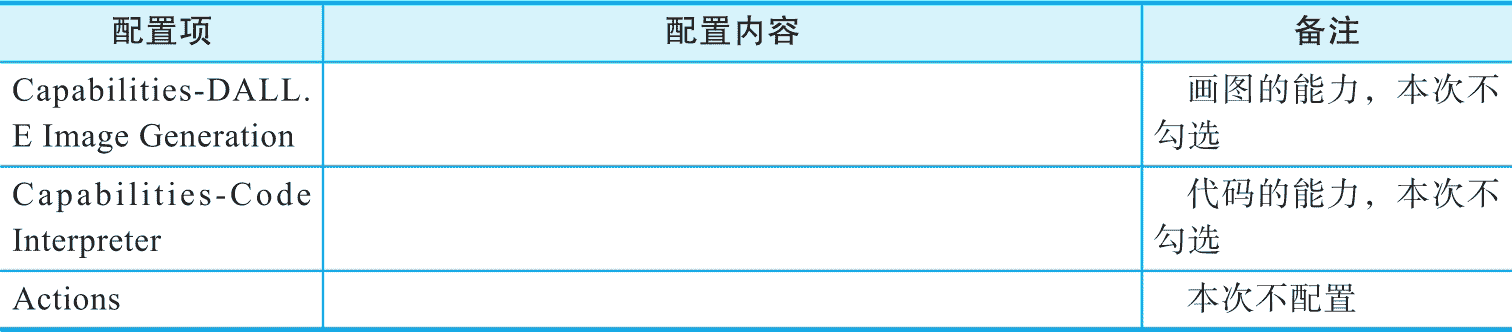 配置项 配置内容 备注
Capabilities-DALL. 画图的能力，本次不
E Image Generation 勾选
Capabilities-Code 代码的能力，本次不
Interpreter 勾选
Actions 本次不配置